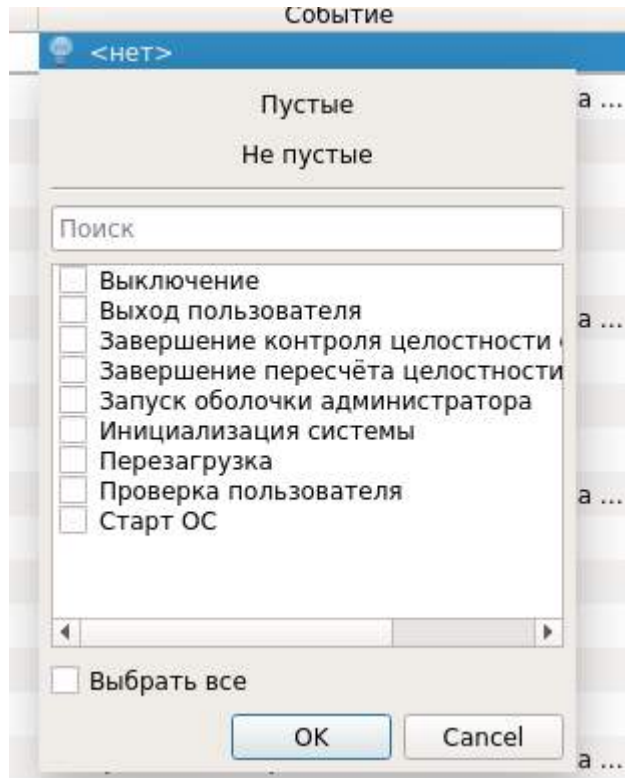 Событие
<нет>
Пустые
а ...
Не пустые
Поиск
Выключение
Выход пользователя
а ...
Завершение контроля целостности
Завершение пересчёта целостности
Запуск оболочки администратора
Инициализация системы
Перезагрузка
Проверка пользователя
а ...
Старт ОС
Выбрать все
OK
Cancel
а ...